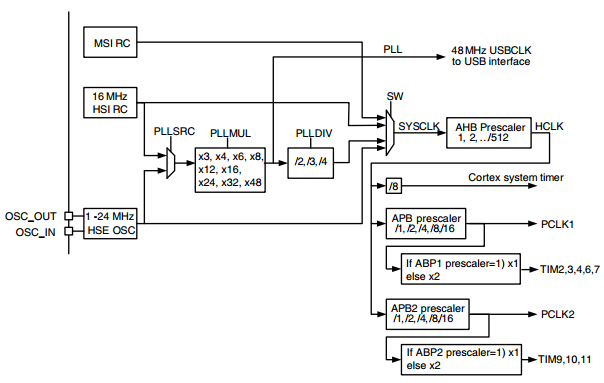 MSI RC
PLL
48 MHz USBCLK
to USB interface
16 MHz
HSI RC
SW
PLLSRC
PLLMUL
PLLDIV
SYSCLK
HCLK
AHB Prescaler
1, 2, ../512
x3, x4, x6, x8,
x12, x16,
x24, x32, x48
/2,/3,/4
/8
Cortex system timer
OSC_OUT
OSC_IN
1 -24 MHz
HSE OSC
APB prescaler
/1,/2,/4,/8/16
PCLK1
If ABP1 prescaler=1) x1
else x2
TIM2,3,4,6,7
APB2 prescaler
/1,/2,/4,/8/16
PCLK2
If ABP2 prescaler=1) x1
else x2
TIM9,10,11